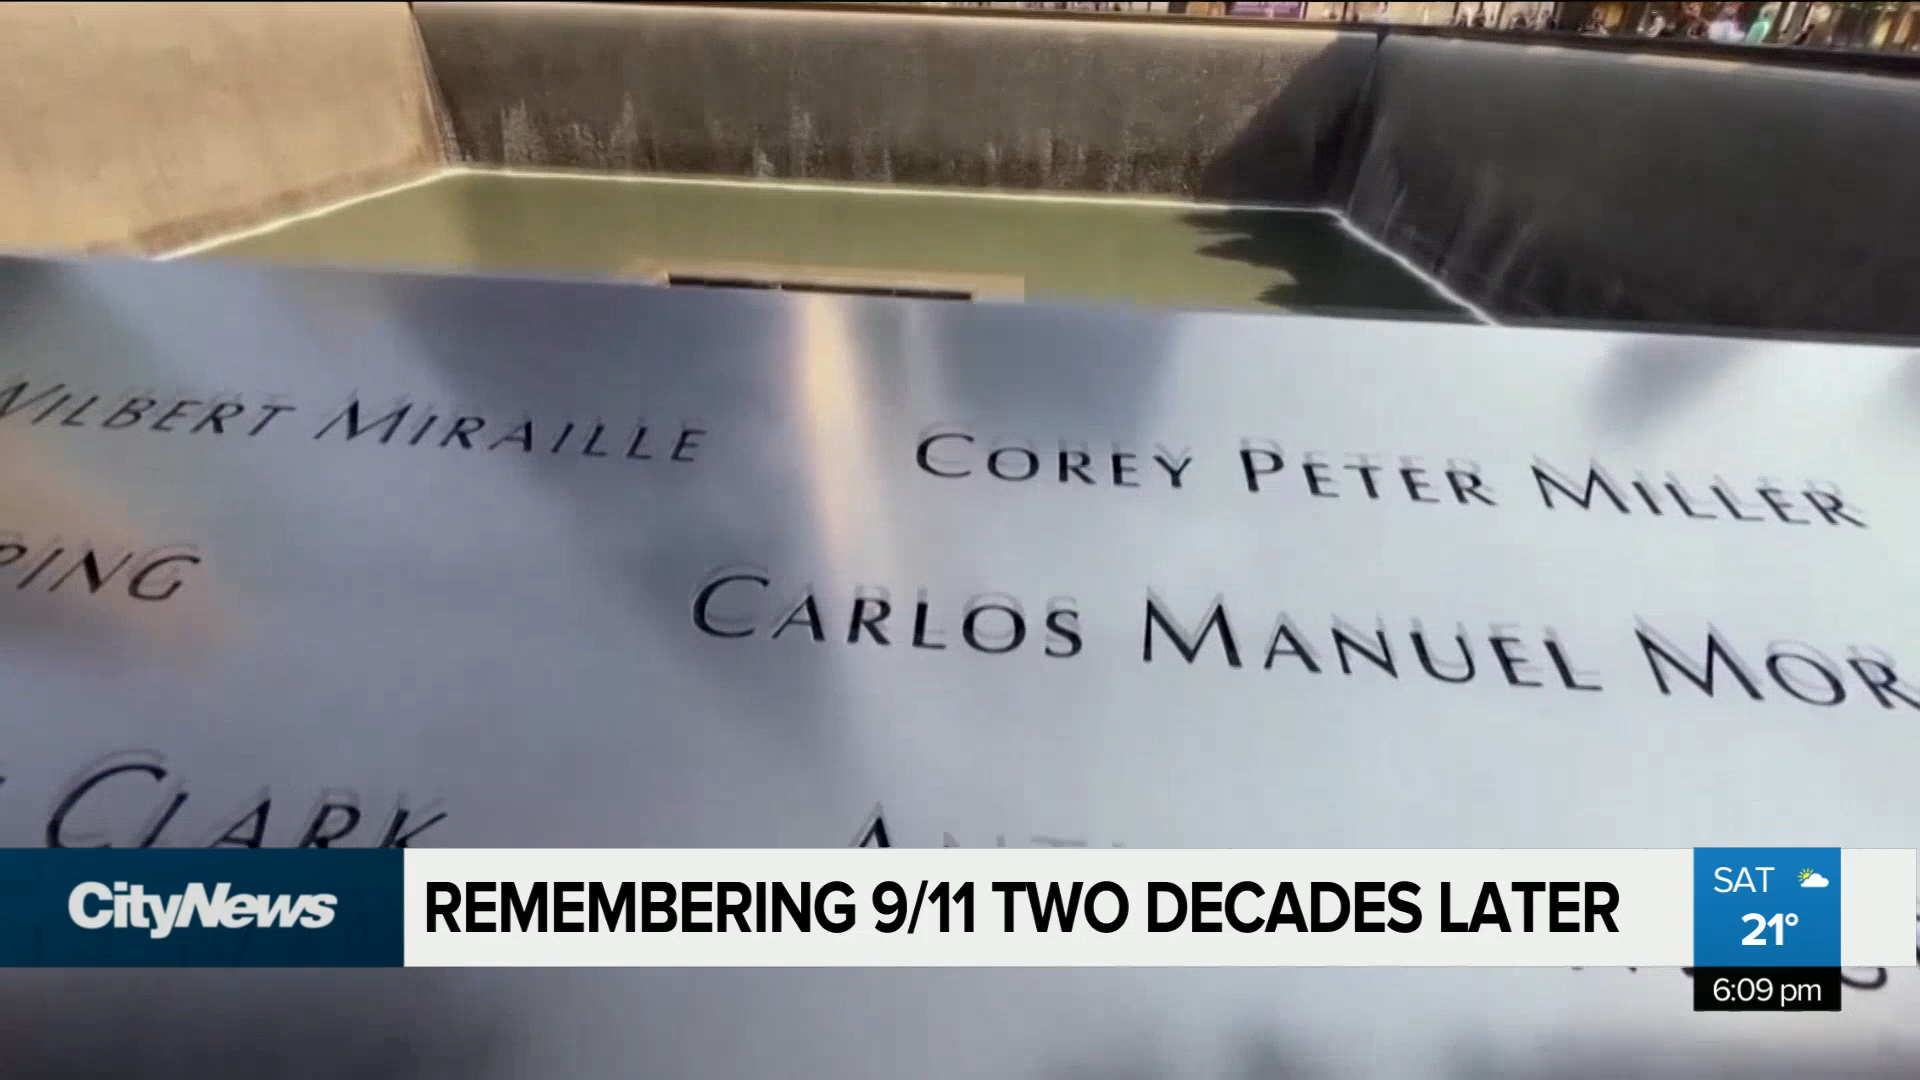 WILBERT MIRAILLE
COREY PETER MILLER
PING
CARLOS MANUEL MOR
CLARK
CityNews
REMEMBERING 9/11 TWO DECADES LATER
SAT
21°
6:09 pm